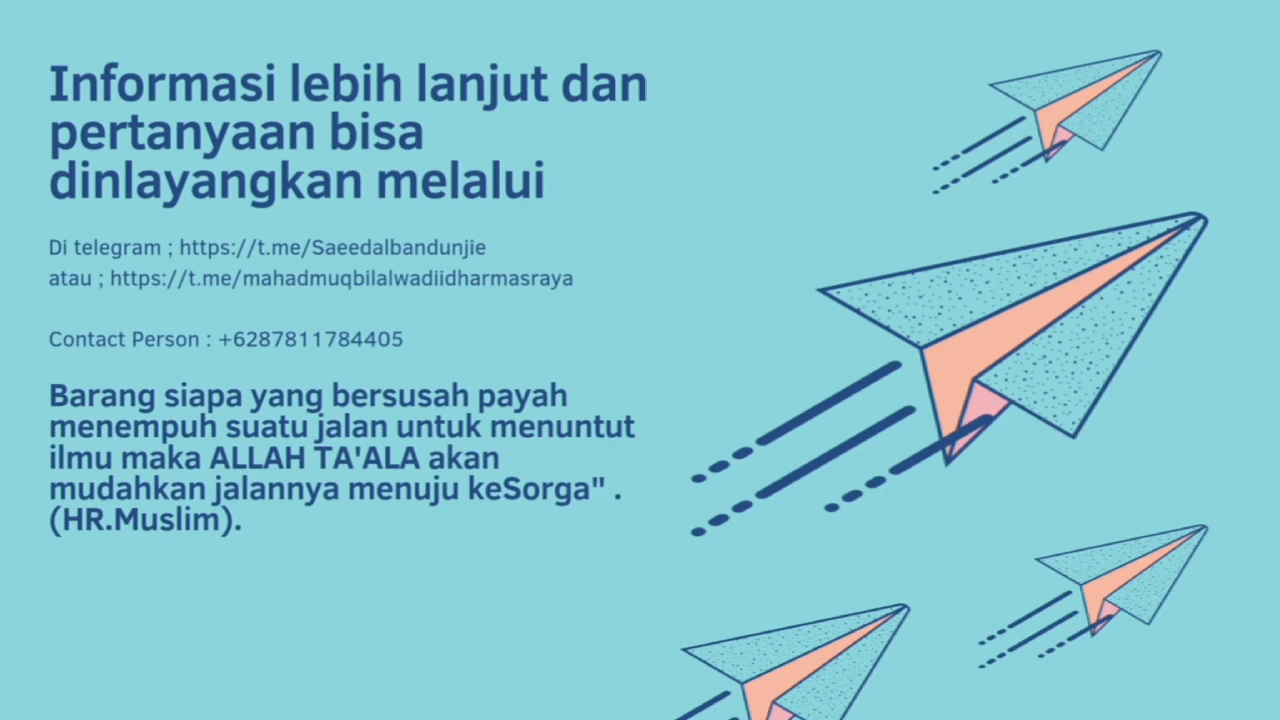 Informasi lebih lanjut dan
pertanyaan bisa
dinlayangkan melalui
Di telegram ; https://t.me/Saeedalbandunjie
atau ; https://t.me/mahadmuqbilalwadiidharmasraya
Contact Person : +6287811784405
Barang siapa yang bersusah payah
menempuh suatu jalan untuk menuntut
ilmu maka ALLAH TA'ALA akan
mudahkan jalannya menuju keSorga" .
(HR.Muslim).